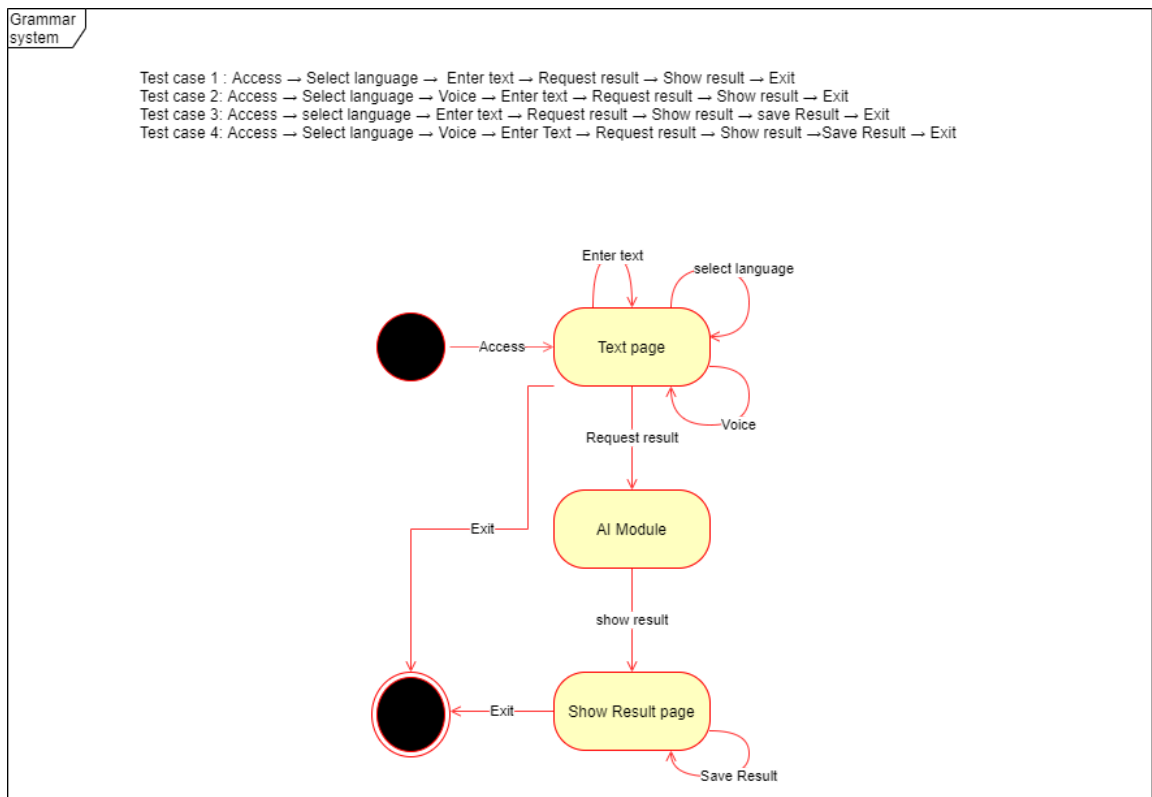 Grammar
system
Test case 1 : Access → Select language → Enter text → Request result → Show result → Exit
Test case 2: Access → Select language → Voice → Enter text → Request result → Show result → Exit
Test case 3: Access → select language → Enter text → Request result → Show result → save Result → Exit
Test case 4: Access → Select language → Voice → Enter Text → Request result → Show result →Save Result → Exit
Enter text
select language
Access
Text page
Voice
Request result
Exit
AI Module
show result
Exit
Show Result page
Save Result